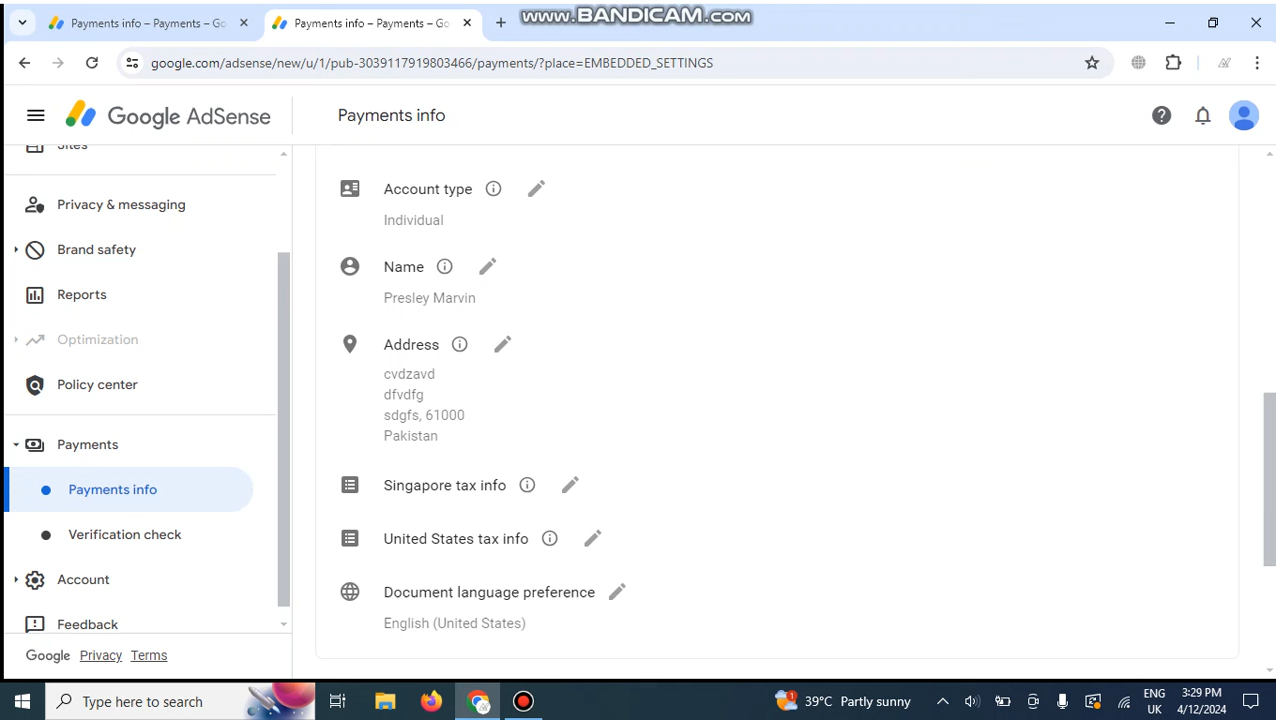 www.BANDICAM.com
Payments info – Payments – Go
Payments info – Payments – Go
google.com/adsense/new/u/1/pub-3039117919803466/payments/?place=EMBEDDED_SETTINGS
Google AdSense
Payments info
Sites
Privacy & messaging
Brand safety
Reports
Optimization
Policy center
Payments
Payments info
Verification check
Account
Feedback
Google Privacy Terms
Account type
Individual
Name
Presley Marvin
Address
cvdzavd
dfvdfg
sdgfs, 61000
Pakistan
Singapore tax info
United States tax info
Document language preference
English (United States)
Type here to search
1
39°C Partly sunny
ENG
UK
3:29 PM
4/12/2024